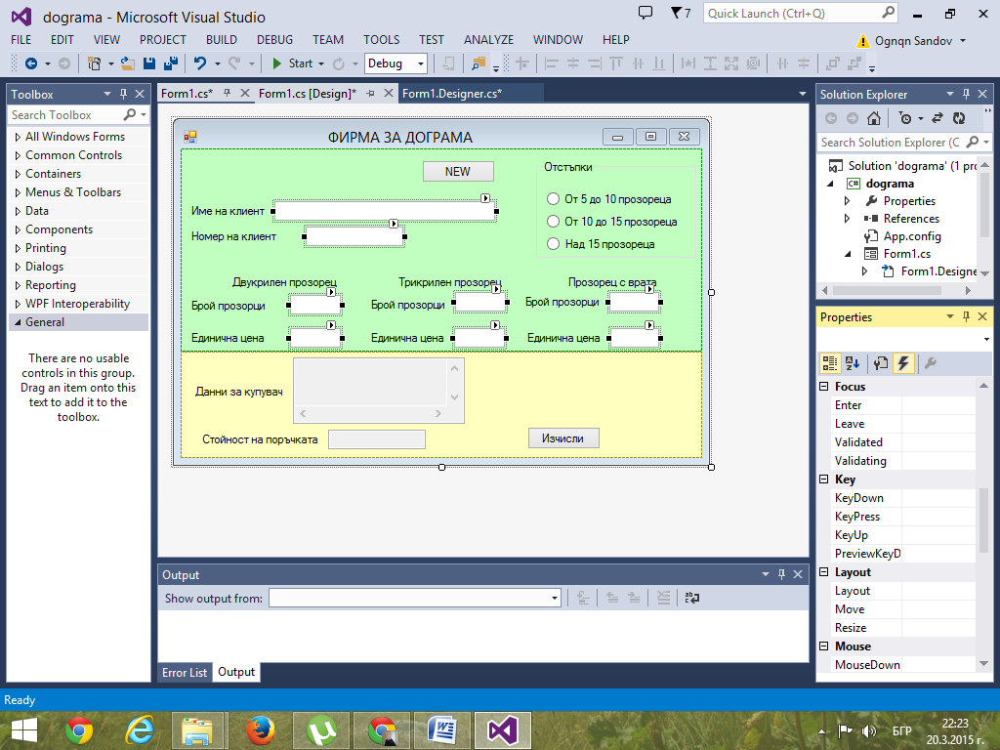 dograma - Microsoft Visual Studio
7
Quick Launch (Ctrl+Q)
FILE EDIT VIEW PROJECT BUILD DEBUG TEAM TOOLS TEST ANALYZE WINDOW HELP
Ognqn Sandov
Start Debug
Toolbox
Search Toolbox
All Windows Forms
Common Controls
Containers
Menus & Toolbars
Data
Components
Printing
Dialogs
Reporting
WPF Interoperability
General
There are no usable
controls in this group.
Drag an item onto this
text to add it to the
toolbox.
Form1.cs* Form1.cs [Design]* Form1.Designer.cs*
ФИРМА ЗА ДОГРАМА
NEW
Отстъпки
От 5 до 10 прозореца
От 10 до 15 прозореца
Над 15 прозореца
Име на клиент
Номер на клиент
Двукрилен прозорец Трикрилен прозорец Прозорец с врата
Брой прозорци Брой прозорци Брой прозорци
Единична цена Единична цена Единична цена
Данни за купувач
Стойност на поръчката
Изчисли
Output
Show output from:
Error List Output
Solution Explorer
Search Solution Explorer (C
Solution 'dograma' (1 pro
C# dograma
Properties
References
App.config
Form1.cs
Form1.Designe
Properties
Focus
Enter
Leave
Validated
Validating
Key
KeyDown
KeyPress
KeyUp
PreviewKeyD
Layout
Layout
Move
Resize
Mouse
MouseDown
Ready
БГР
22:23
20.3.2015 г.